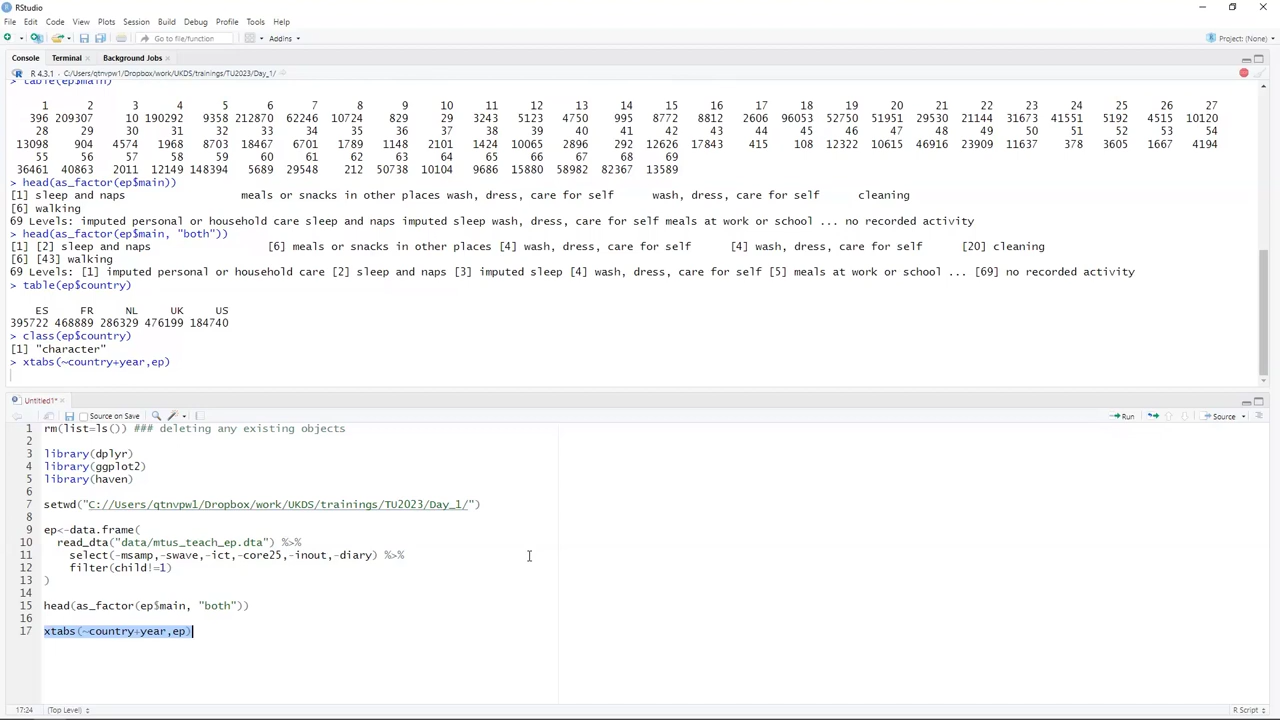 RStudio
File Edit Code View Plots Session Build Debug Profile Tools Help
Go to file/function Addins Project: (None)
Console Terminal Background Jobs
R 4.3.1 · C:/Users/qtnvpw1/Dropbox/work/UKDS/trainings/TU2023/Day_1/
> table(ep$main)
1 2 3 4 5 6 7 8 9 10 11 12 13 14 15 16 17 18 19 20 21 22 23 24 25 26 27
396 209307 10 190292 9358 212870 62246 10724 829 29 3243 5123 4750 995 8772 8812 2606 96053 52750 51951 29530 21144 31673 41551 5192 4515 10120
28 29 30 31 32 33 34 35 36 37 38 39 40 41 42 43 44 45 46 47 48 49 50 51 52 53 54
13098 904 4574 1968 8703 18467 6701 1789 1148 2101 1424 10065 2896 292 12626 17843 415 108 12322 10615 46916 23909 11637 378 3605 1667 4194
55 56 57 58 59 60 61 62 63 64 65 66 67 68 69
36461 40863 2011 12149 148394 5689 29548 212 50738 10104 9686 15880 58982 82367 13589
> head(as_factor(ep$main))
[1] sleep and naps meals or snacks in other places wash, dress, care for self wash, dress, care for self cleaning
[6] walking
69 Levels: imputed personal or household care sleep and naps imputed sleep wash, dress, care for self meals at work or school ... no recorded activity
> head(as_factor(ep$main, "both"))
[1] [2] sleep and naps [6] meals or snacks in other places [4] wash, dress, care for self [4] wash, dress, care for self [20] cleaning
[6] [43] walking
69 Levels: [1] imputed personal or household care [2] sleep and naps [3] imputed sleep [4] wash, dress, care for self [5] meals at work or school ... [69] no recorded activity
> table(ep$country)
ES FR NL UK US
395722 468889 286329 476199 184740
> class(ep$country)
[1] "character"
> xtabs(~country+year,ep)
Untitled1*
Source on Save Run Source
1 rm(list=ls()) ### deleting any existing objects
2
3 library(dplyr)
4 library(ggplot2)
5 library(haven)
6
7 setwd("C://Users/qtnvpw1/Dropbox/work/UKDS/trainings/TU2023/Day_1/")
8
9 ep<-data.frame(
10 read_dta("data/mtus_teach_ep.dta") %>%
11 select(-msamp,-swave,-ict,-core25,-inout,-diary) %>%
12 filter(child!=1)
13 )
14
15 head(as_factor(ep$main, "both"))
16
17 xtabs(~country+year,ep)
17:24 (Top Level) R Script